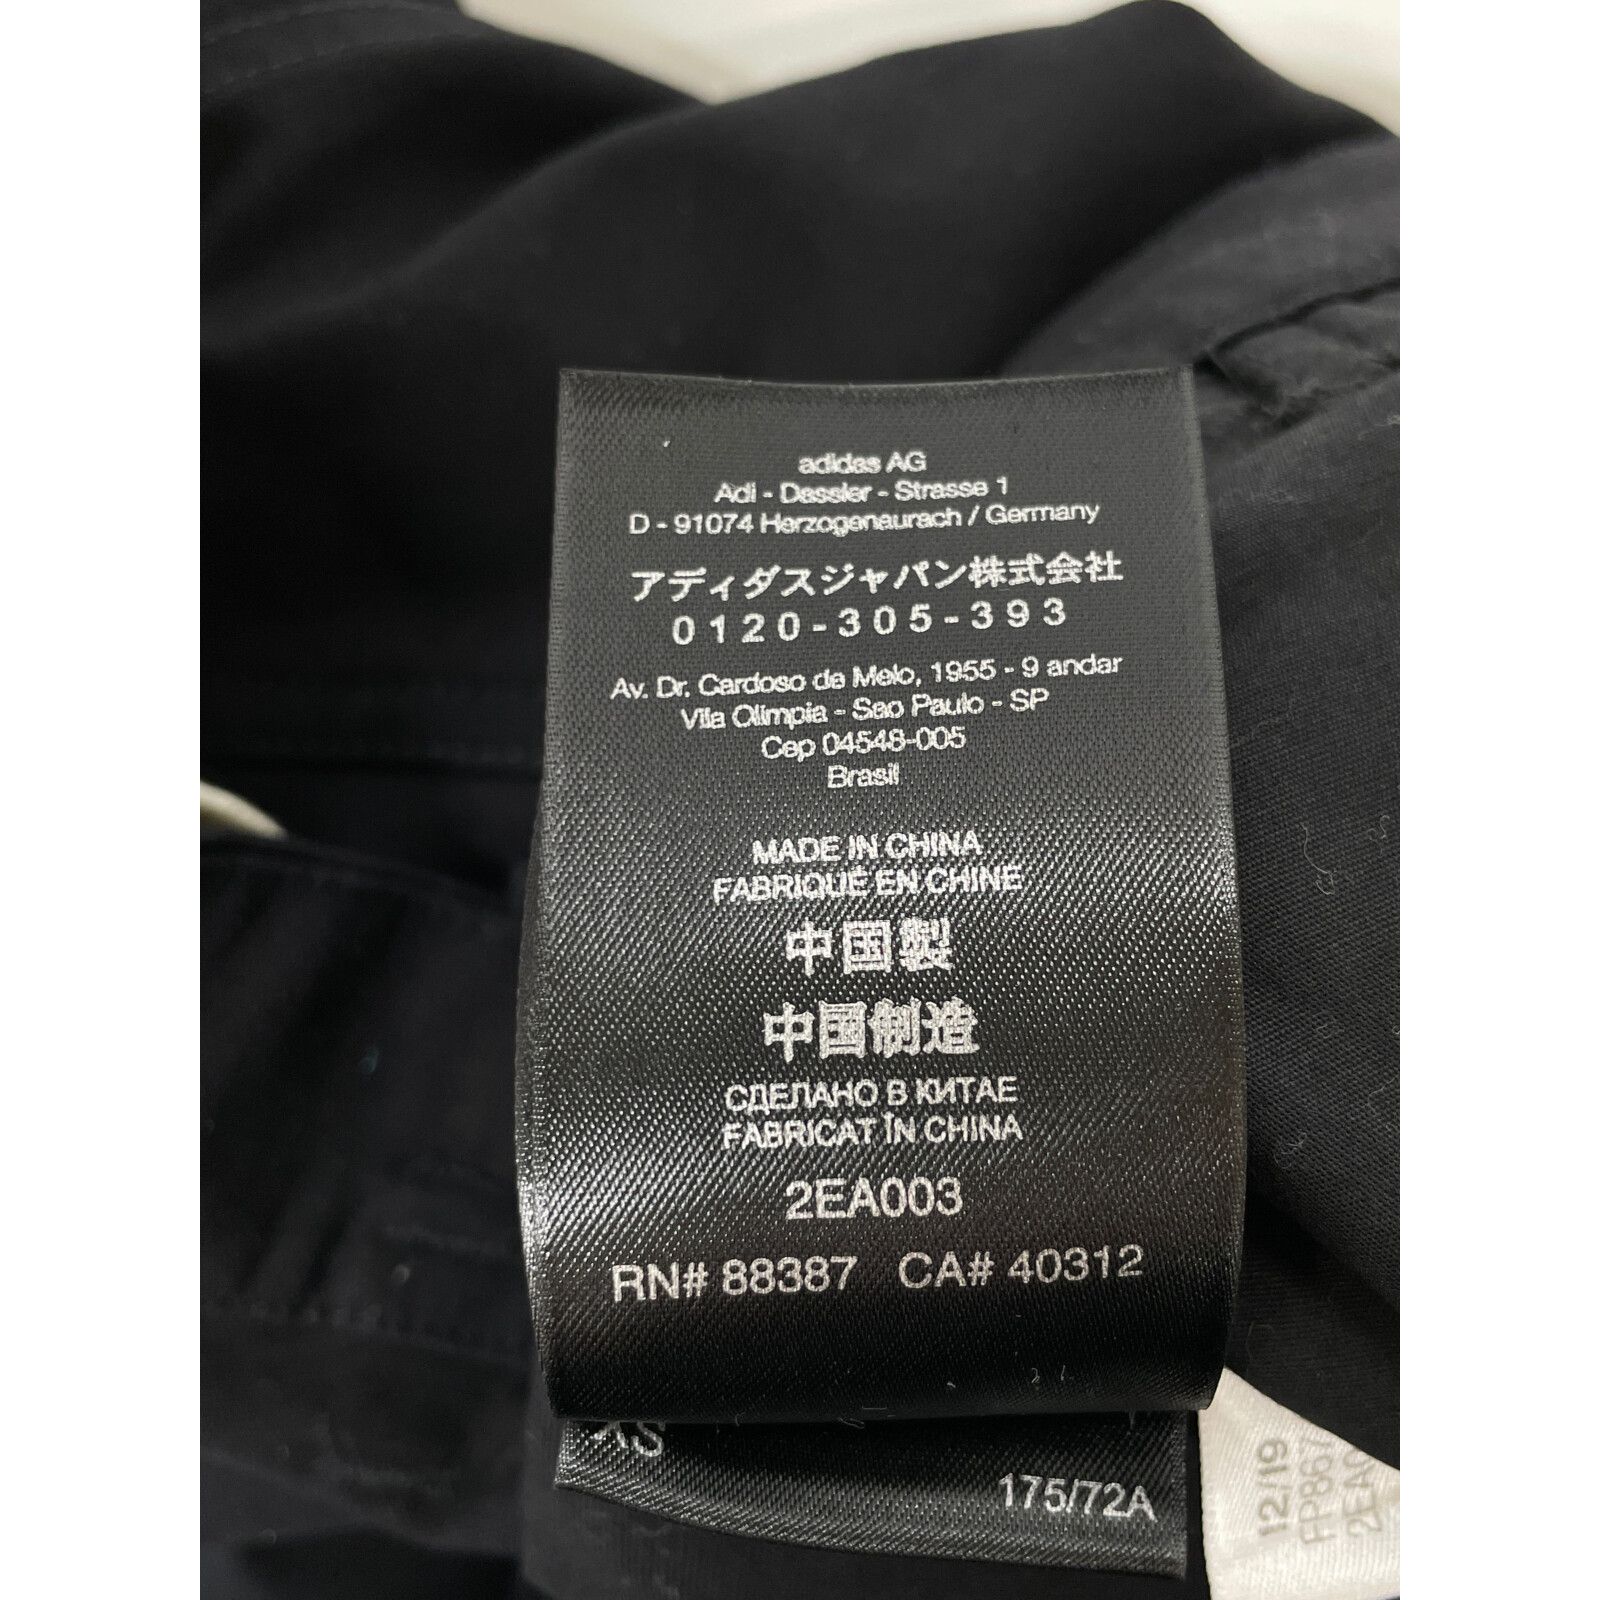 adidas AG
Adi - Dassler - Strasse 1
D - 91074 Herzogenaurach / Germany
アディダスジャパン株式会社
0120-305-393
Av. Dr. Cardoso de Melo, 1955 - 9 andar
Vila Olimpia - Sao Paulo - SP
Cep 04548-005
Brasil
MADE IN CHINA
FABRIQUÉ EN CHINE
中国製
中国制造
СДЕЛАНО В КИТАЕ
FABRICAT ÎN CHINA
2EA003
RN# 88387 CA# 40312
XS
175/72A
12/19
FP867
2EA0